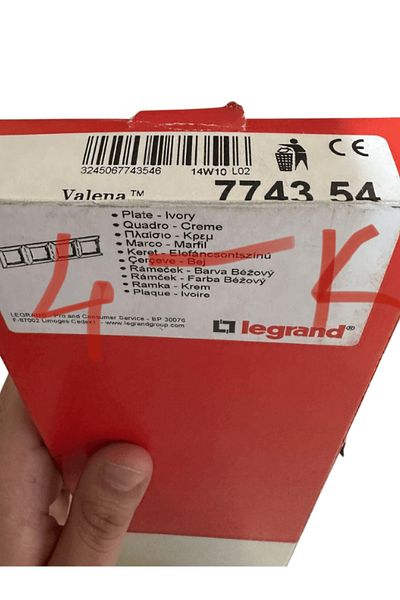 3245067743546 14W10 L02
CE
Valena™ 7743 54
• Plate - Ivory
• Quadro - Creme
• Πλαίσιο - Κρεμ
• Marco - Marfil
• Keret - Elefáncsontszínű
• Çerçeve - Bej
• Rámeček - Barva Béžový
• Rámček - Farba Béžový
• Ramka - Krem
• Plaque - Ivoire
LEGRAND - Pro and Consumer Service - BP 30076
F-87002 Limoges Cedex - www.legrandgroup.com
legrand®